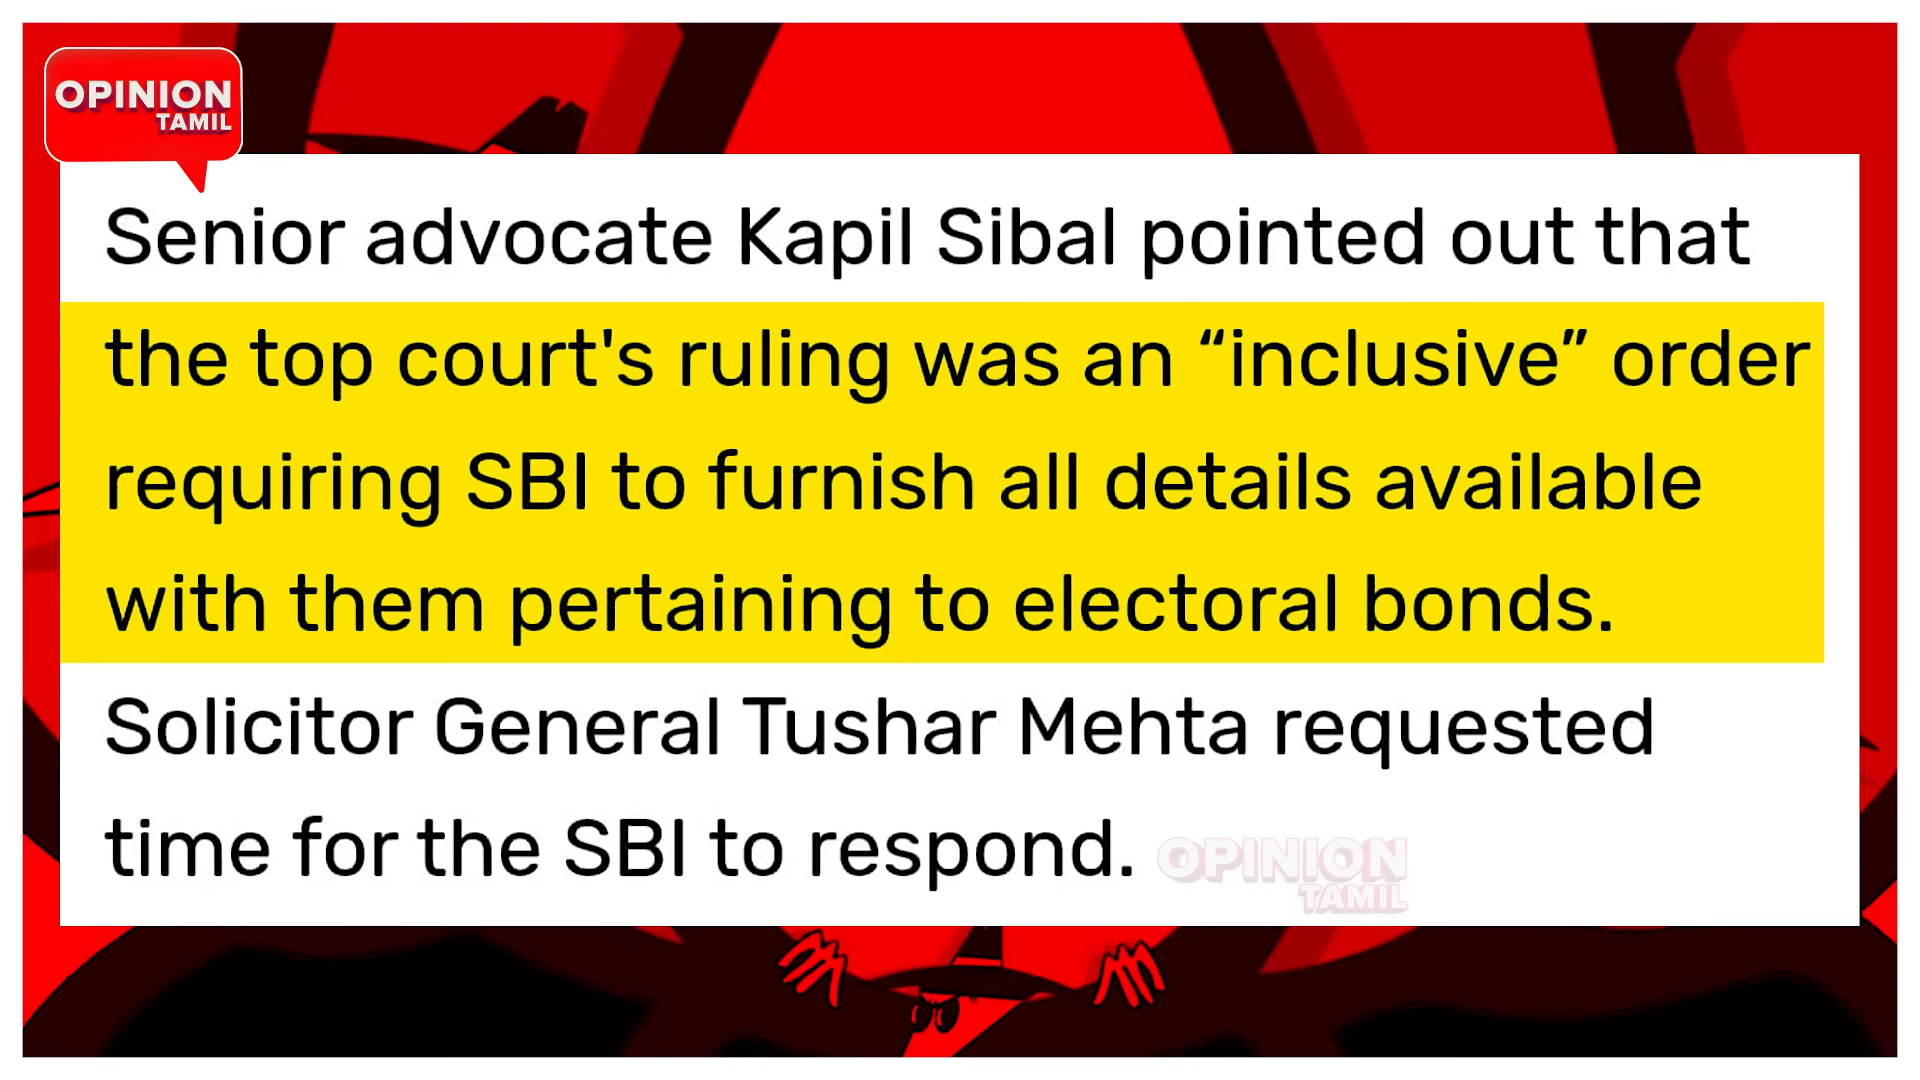 OPINION
TAMIL
Senior advocate Kapil Sibal pointed out that
the top court's ruling was an “inclusive” order
requiring SBI to furnish all details available
with them pertaining to electoral bonds.
Solicitor General Tushar Mehta requested
time for the SBI to respond.
OPINION
TAMIL